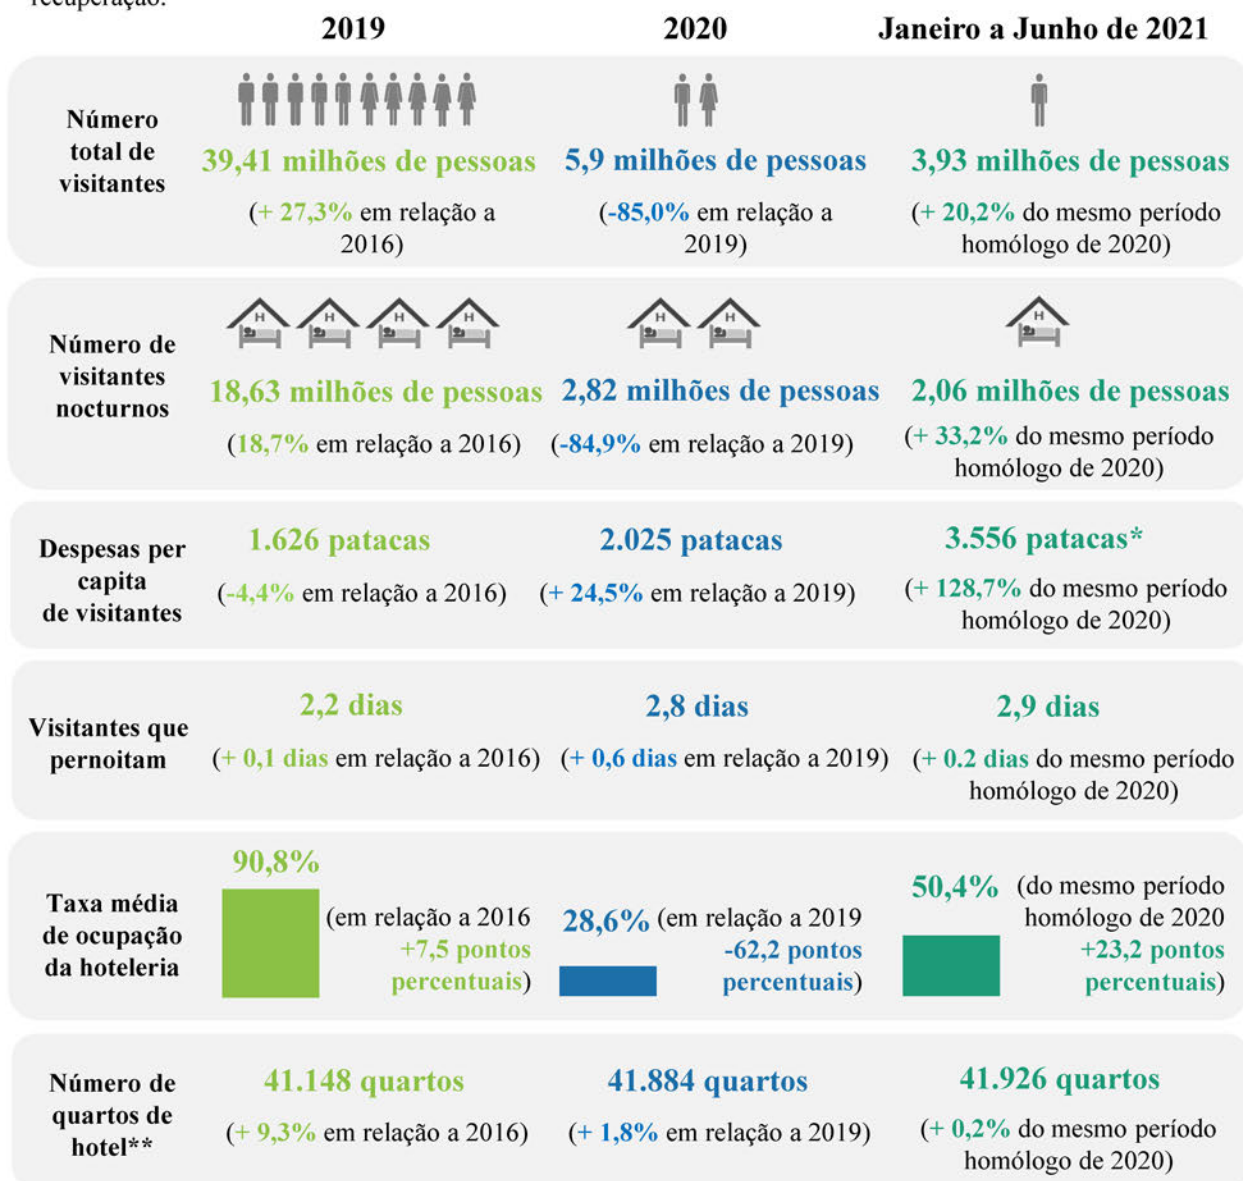 recuperação.
2019 2020 Janeiro a Junho de 2021
Número
total de
visitantes
39,41 milhões de pessoas
(+ 27,3% em relação a
2016)
5,9 milhões de pessoas
(-85,0% em relação a
2019)
3,93 milhões de pessoas
(+ 20,2% do mesmo período
homólogo de 2020)
Número de
visitantes
nocturnos
H H H H
18,63 milhões de pessoas
(18,7% em relação a 2016)
H H
2,82 milhões de pessoas
(-84,9% em relação a 2019)
H
2,06 milhões de pessoas
(+ 33,2% do mesmo período
homólogo de 2020)
Despesas per
capita
de visitantes
1.626 patacas
(-4,4% em relação a 2016)
2.025 patacas
(+ 24,5% em relação a 2019)
3.556 patacas*
(+ 128,7% do mesmo período
homólogo de 2020)
Visitantes que
pernoitam
2,2 dias
(+ 0,1 dias em relação a 2016)
2,8 dias
(+ 0,6 dias em relação a 2019)
2,9 dias
(+ 0.2 dias do mesmo período
homólogo de 2020)
Taxa média
de ocupação
da hoteleria
90,8%
(em relação a 2016
+7,5 pontos
percentuais)
28,6% (em relação a 2019
-62,2 pontos
percentuais)
50,4% (do mesmo período
homólogo de 2020
+23,2 pontos
percentuais)
Número de
quartos de
hotel**
41.148 quartos
(+ 9,3% em relação a 2016)
41.884 quartos
(+ 1,8% em relação a 2019)
41.926 quartos
(+ 0,2% do mesmo período
homólogo de 2020)